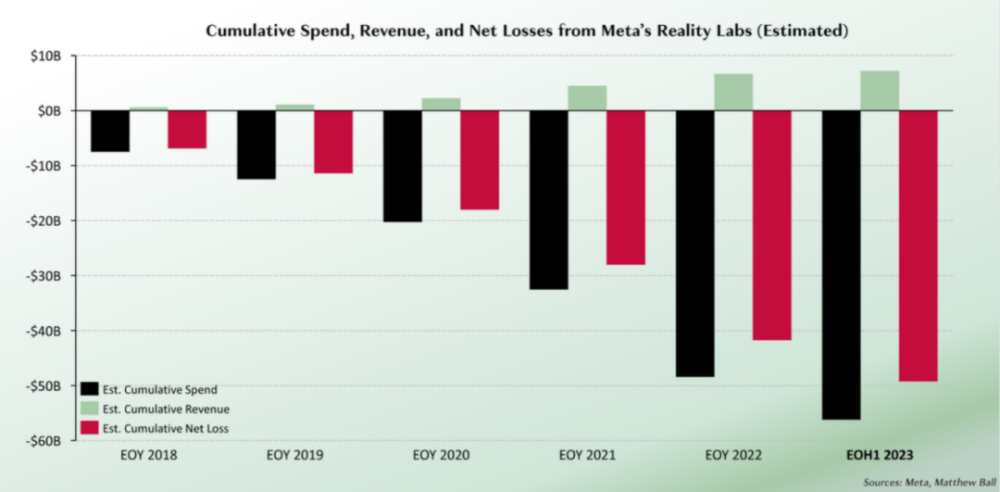 Cumulative Spend, Revenue, and Net Losses from Meta's Reality Labs (Estimated)
$10B
$0B
-$10B
-$20B
-$30B
-$40B
-$50B
-$60B
Est. Cumulative Spend
Est. Cumulative Revenue
Est. Cumulative Net Loss
EOY 2018 EOY 2019 EOY 2020 EOY 2021 EOY 2022 EOH1 2023
Sources: Meta, Matthew Ball